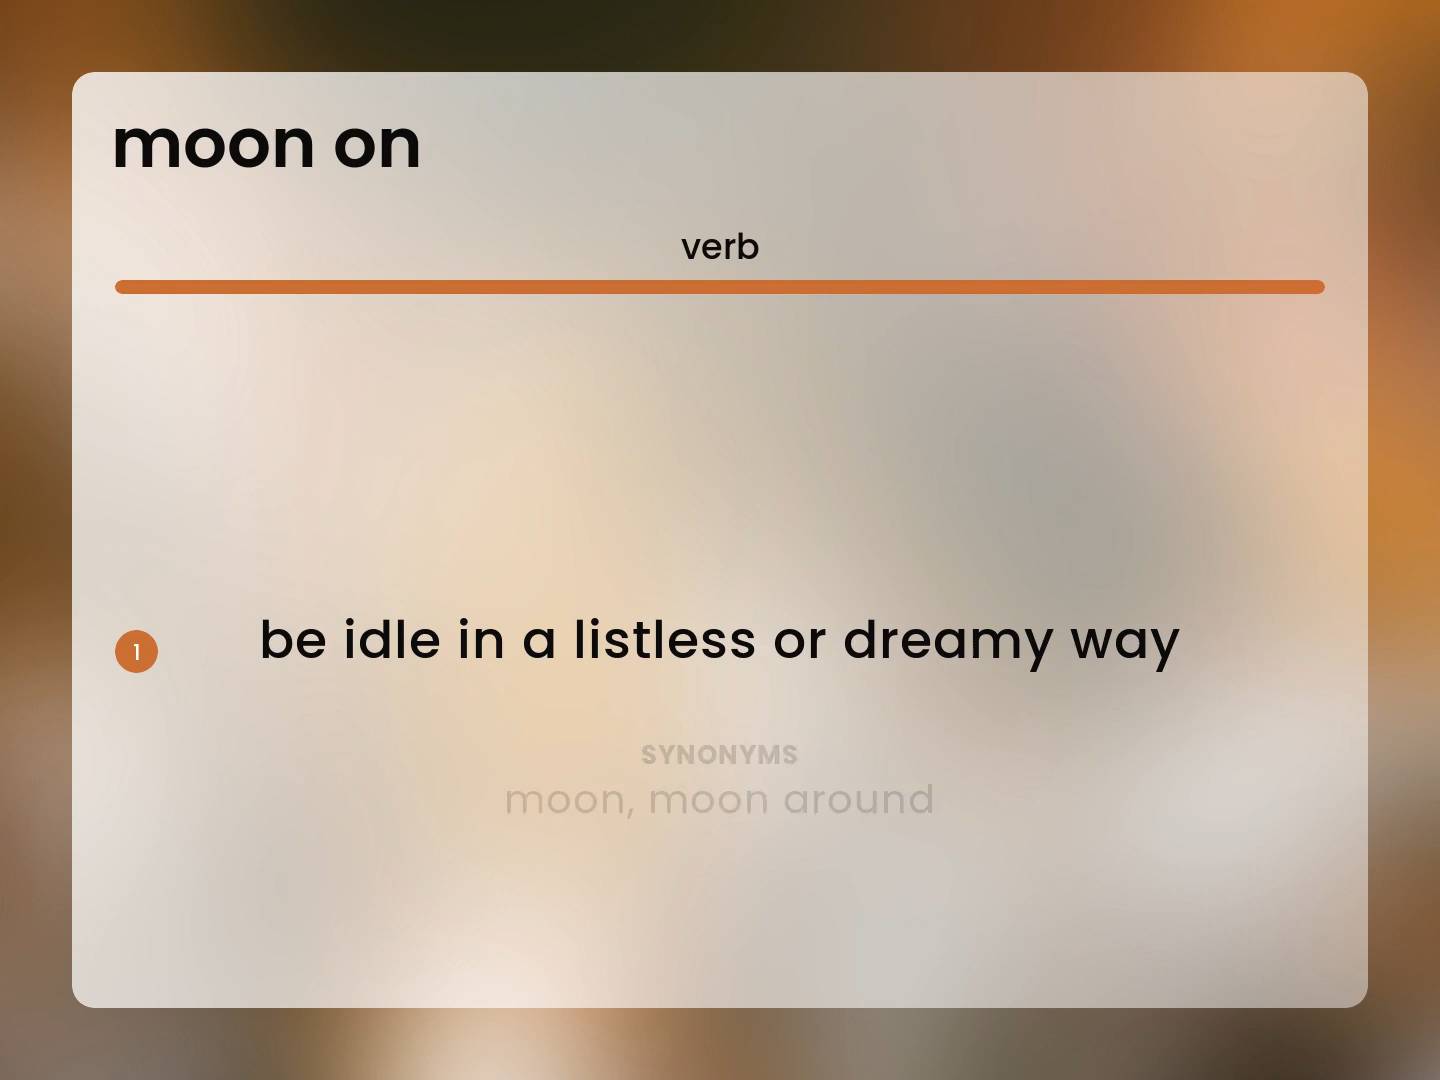 moon on
verb
1
be idle in a listless or dreamy way
SYNONYMS
moon, moon around